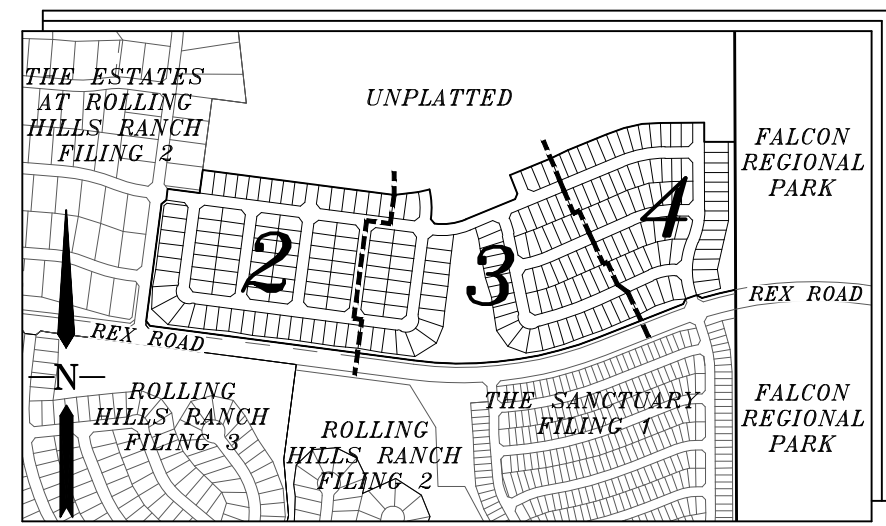 THE ESTATES
AT ROLLING
HILLS RANCH
FILING 2
UNPLATTED
FALCON
REGIONAL
PARK
2
3
4
REX ROAD
REX ROAD
N
ROLLING
HILLS RANCH
FILING 3
ROLLING
HILLS RANCH
FILING 2
THE SANCTUARY
FILING 1
FALCON
REGIONAL
PARK